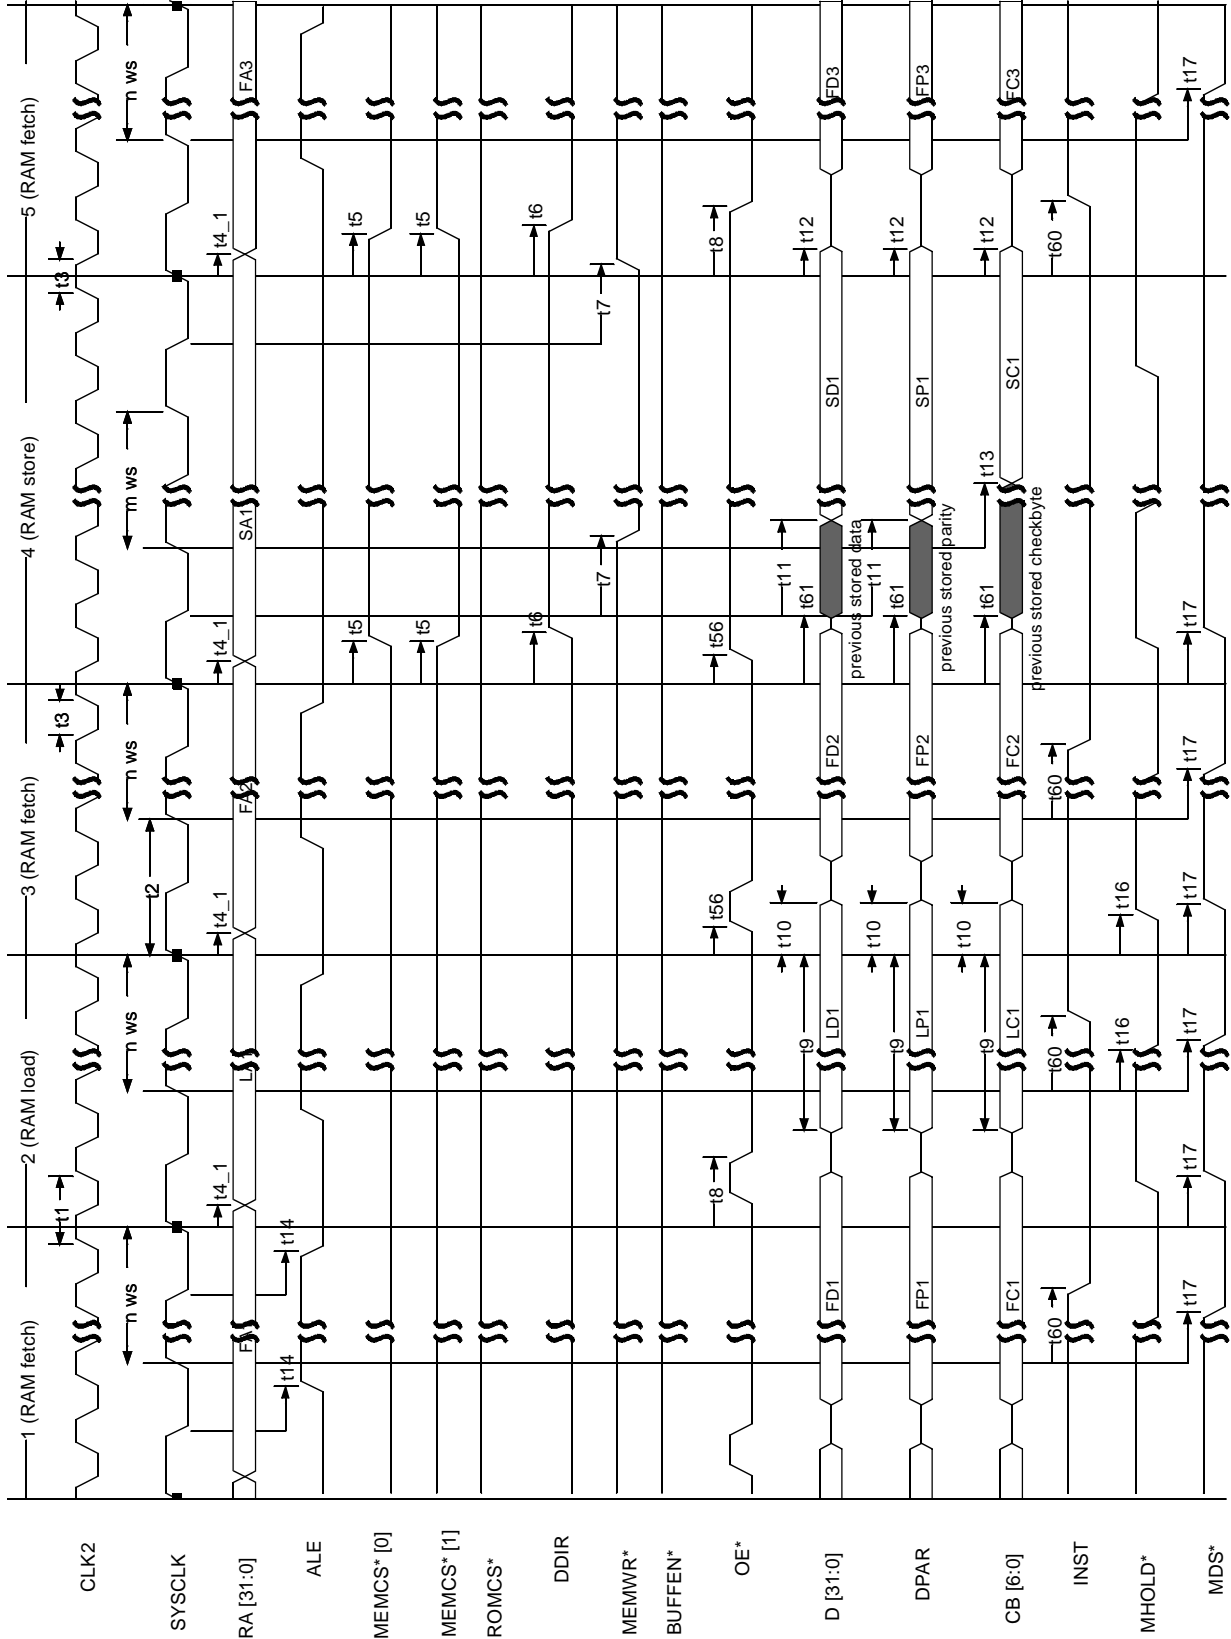 1 (RAM fetch)
2 (RAM load)
3 (RAM fetch)
4 (RAM store)
5 (RAM fetch)
CLK2
t1
t3
t3
n ws
n ws
n ws
m ws
n ws
SYSCLK
t2
RA [31:0]
t4_1
t4_1
t4_1
t4_1
FA2
SA1
FA3
ALE
t14
t14
MEMCS* [0]
t5
t5
MEMCS* [1]
t5
t5
ROMCS*
DDIR
t6
t6
MEMWR*
t7
t7
BUFFEN*
OE*
t8
t56
t56
t8
D [31:0]
FD1
t9
LD1
t10
FD2
t61
t11
previous stored data
SD1
t12
FD3
DPAR
FP1
t9
LP1
t10
FP2
t61
t11
previous stored parity
SP1
t12
FP3
CB [6:0]
FC1
t9
LC1
t10
FC2
t61
t13
previous stored checkbyte
SC1
t12
FC3
INST
t60
t60
t60
t60
MHOLD*
t16
t16
MDS*
t17
t17
t17
t17
t17
t17
t17